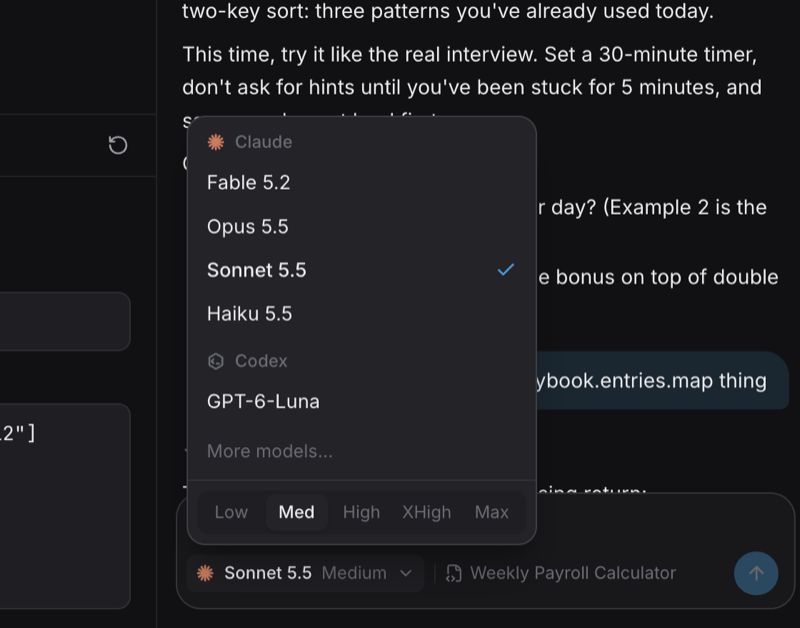 two-key sort: three patterns you've already used today.
This time, try it like the real interview. Set a 30-minute timer,
don't ask for hints until you've been stuck for 5 minutes, and
Claude
Fable 5.2
r day? (Example 2 is the
Opus 5.5
Sonnet 5.5
e bonus on top of double
Haiku 5.5
Codex
ybook.entries.map thing
GPT-6-Luna
2"]
More models...
Low Med High XHigh Max
Sonnet 5.5 Medium Weekly Payroll Calculator